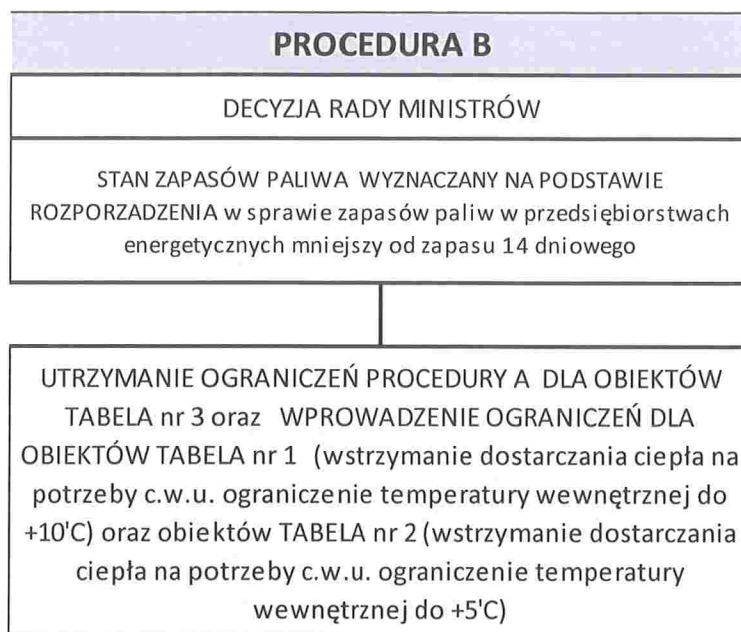 PROCEDURA B
DECYZJA RADY MINISTRÓW
STAN ZAPASÓW PALIWA WYZNACZANY NA PODSTAWIE
ROZPORZADZENIA w sprawie zapasów paliw w przedsiębiorstwach
energetycznych mniejszy od zapasu 14 dniowego
UTRZYMANIE OGRANICZEŃ PROCEDURY A DLA OBIEKTÓW
TABELA nr 3 oraz WPROWADZENIE OGRANICZEŃ DLA
OBIEKTÓW TABELA nr 1 (wstrzymanie dostarczania ciepła na
potrzeby c.w.u. ograniczenie temperatury wewnętrznej do
+10'C) oraz obiektów TABELA nr 2 (wstrzymanie dostarczania
ciepła na potrzeby c.w.u. ograniczenie temperatury
wewnętrznej do +5'C)